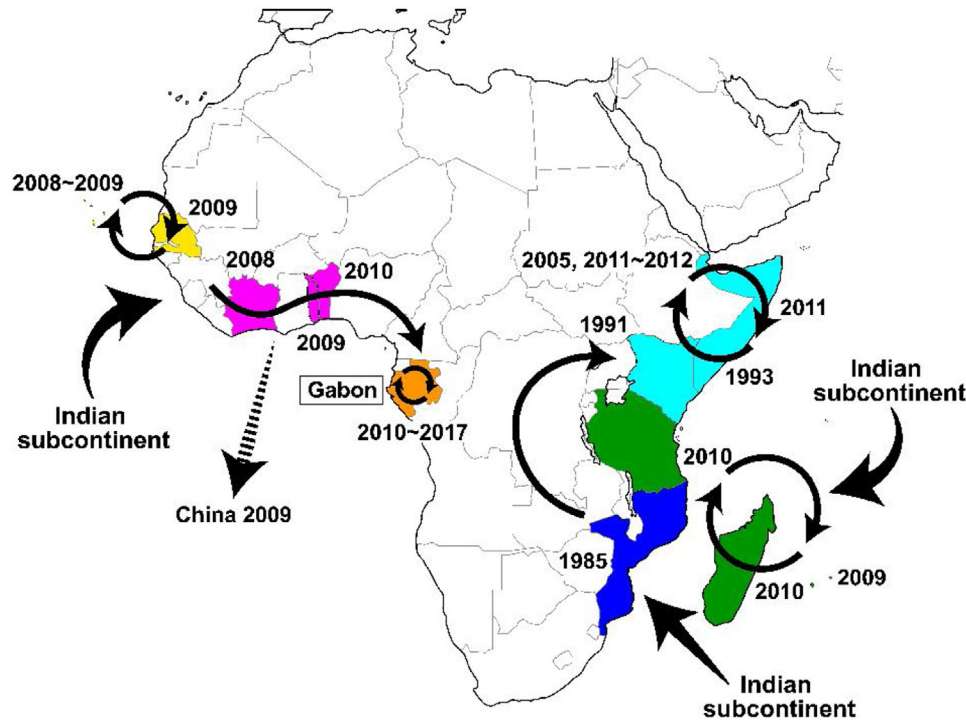 2008~2009
2009
2008
2010
2009
Gabon
2010~2017
Indian
subcontinent
China 2009
2005, 2011~2012
2011
1991
1993
Indian
subcontinent
2010
1985
2010
2009
Indian
subcontinent